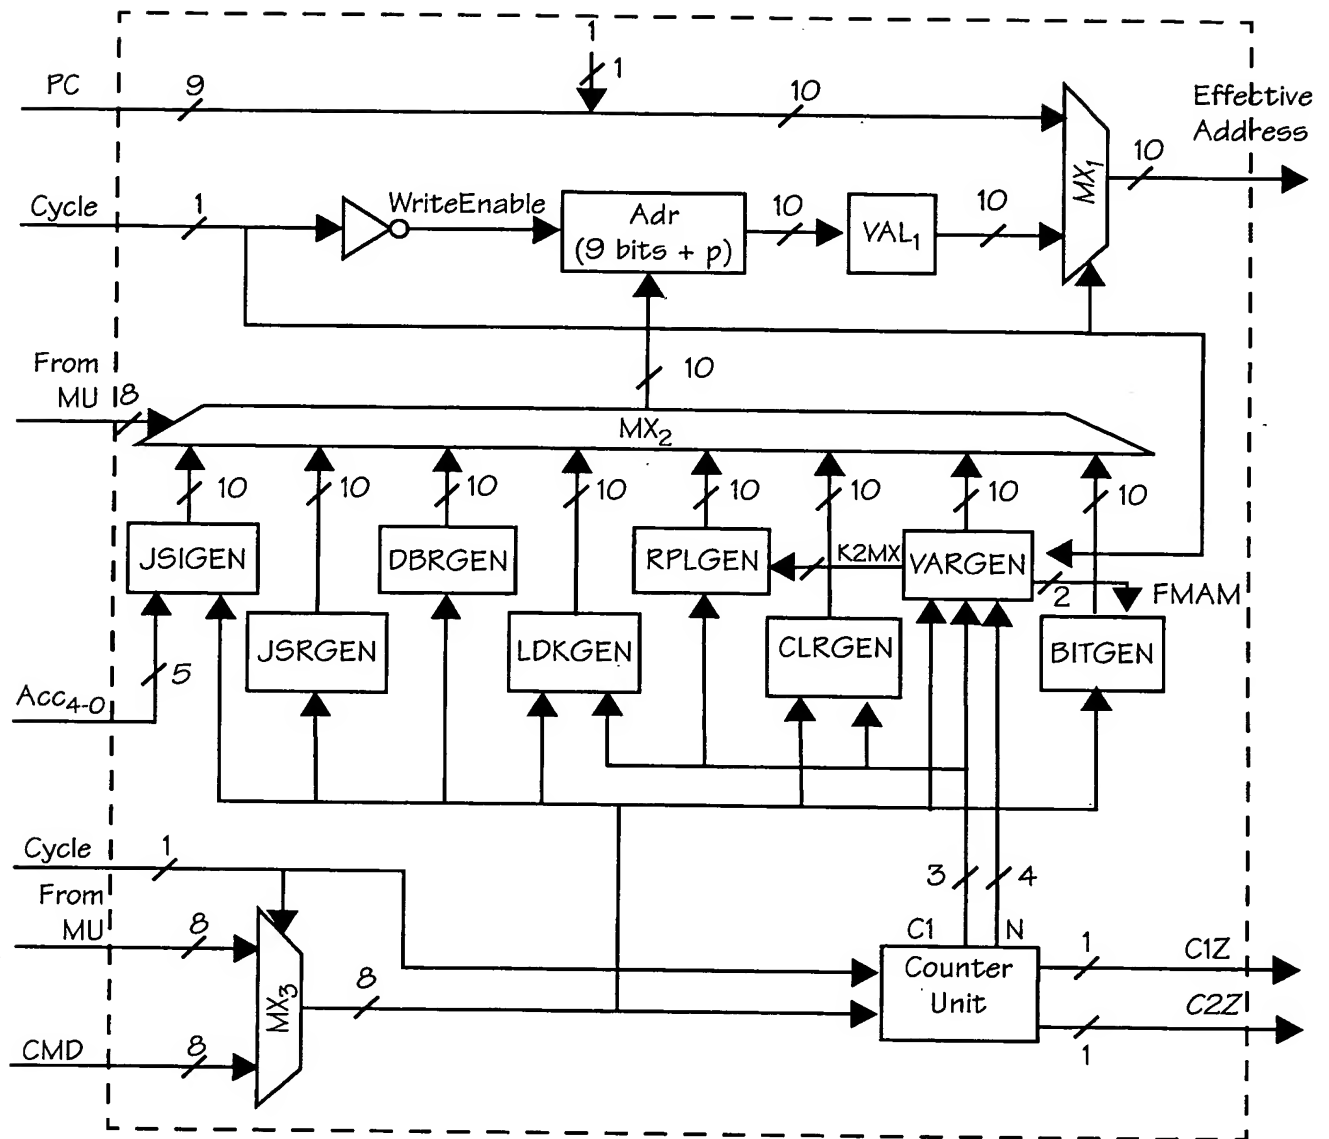 1
1
PC
9
10
Effective
Address
10
Cycle
1
WriteEnable
Adr
(9 bits + p)
10
VAL1
10
MX1
From
MU
8
10
MX2
10
10
10
10
10
10
10
10
JSIGEN
DBRGEN
RPLGEN
K2MX
VARGEN
2
FMAM
JSRGEN
LDKGEN
CLRGEN
BITGEN
5
Acc4-0
Cycle
1
3
4
From
MU
8
C1
N
MX3
8
Counter
Unit
1
C1Z
C2Z
1
CMD
8